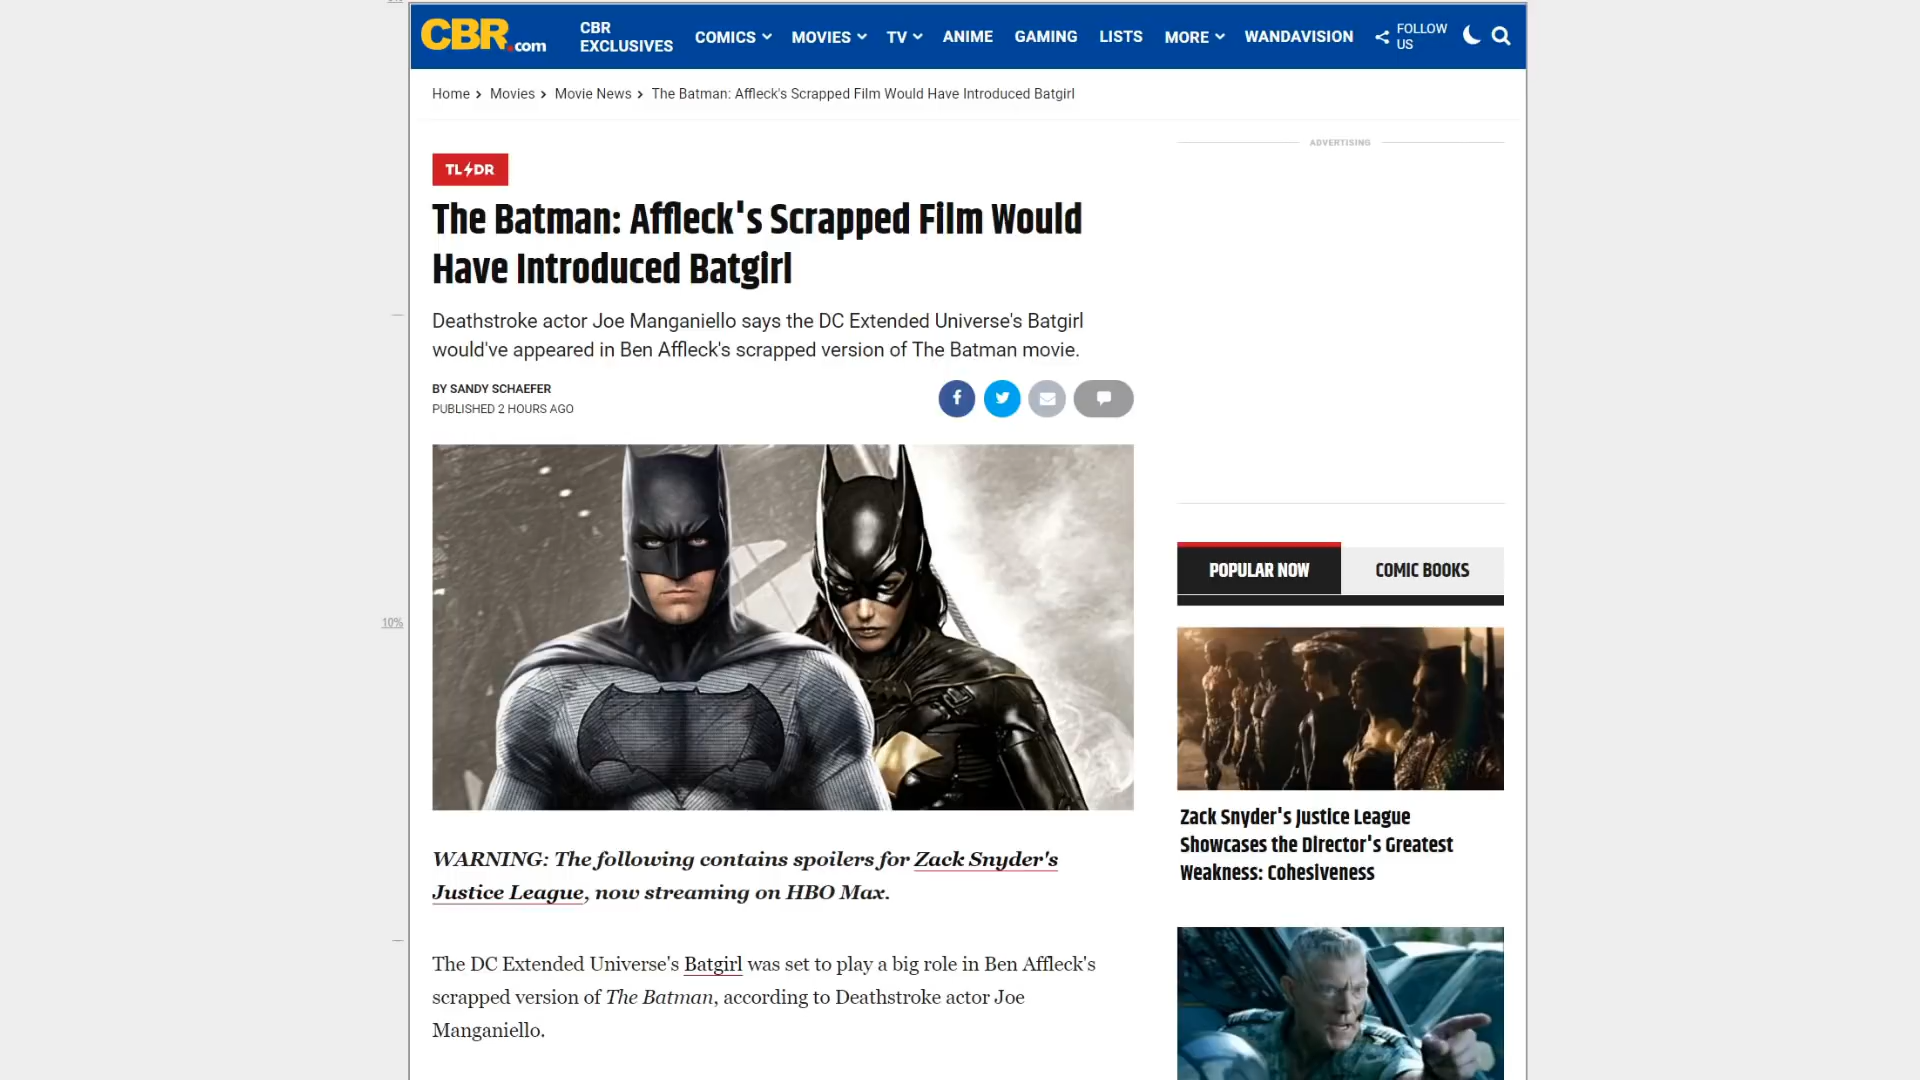 CBR.com
CBR
EXCLUSIVES
COMICS
MOVIES
TV
ANIME
GAMING
LISTS
MORE
WANDAVISION
FOLLOW
US
Home > Movies > Movie News > The Batman: Affleck's Scrapped Film Would Have Introduced Batgirl
ADVERTISING
TL DR
The Batman: Affleck's Scrapped Film Would
Have Introduced Batgirl
Deathstroke actor Joe Manganiello says the DC Extended Universe's Batgirl
would've appeared in Ben Affleck's scrapped version of The Batman movie.
BY SANDY SCHAEFER
PUBLISHED 2 HOURS AGO
10%
WARNING: The following contains spoilers for Zack Snyder's
Justice League, now streaming on HBO Max.
The DC Extended Universe's Batgirl was set to play a big role in Ben Affleck's
scrapped version of The Batman, according to Deathstroke actor Joe
Manganiello.
POPULAR NOW
COMIC BOOKS
Zack Snyder's Justice League
Showcases the Director's Greatest
Weakness: Cohesiveness